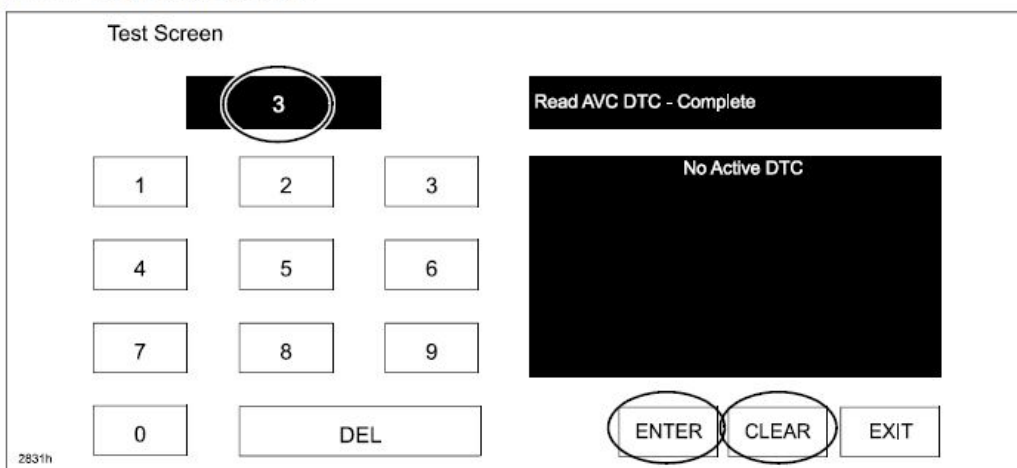 Test Screen
3
Read AVC DTC - Complete
1 2 3
No Active DTC
4 5 6
7 8 9
0 DEL
ENTER CLEAR EXIT
2831h